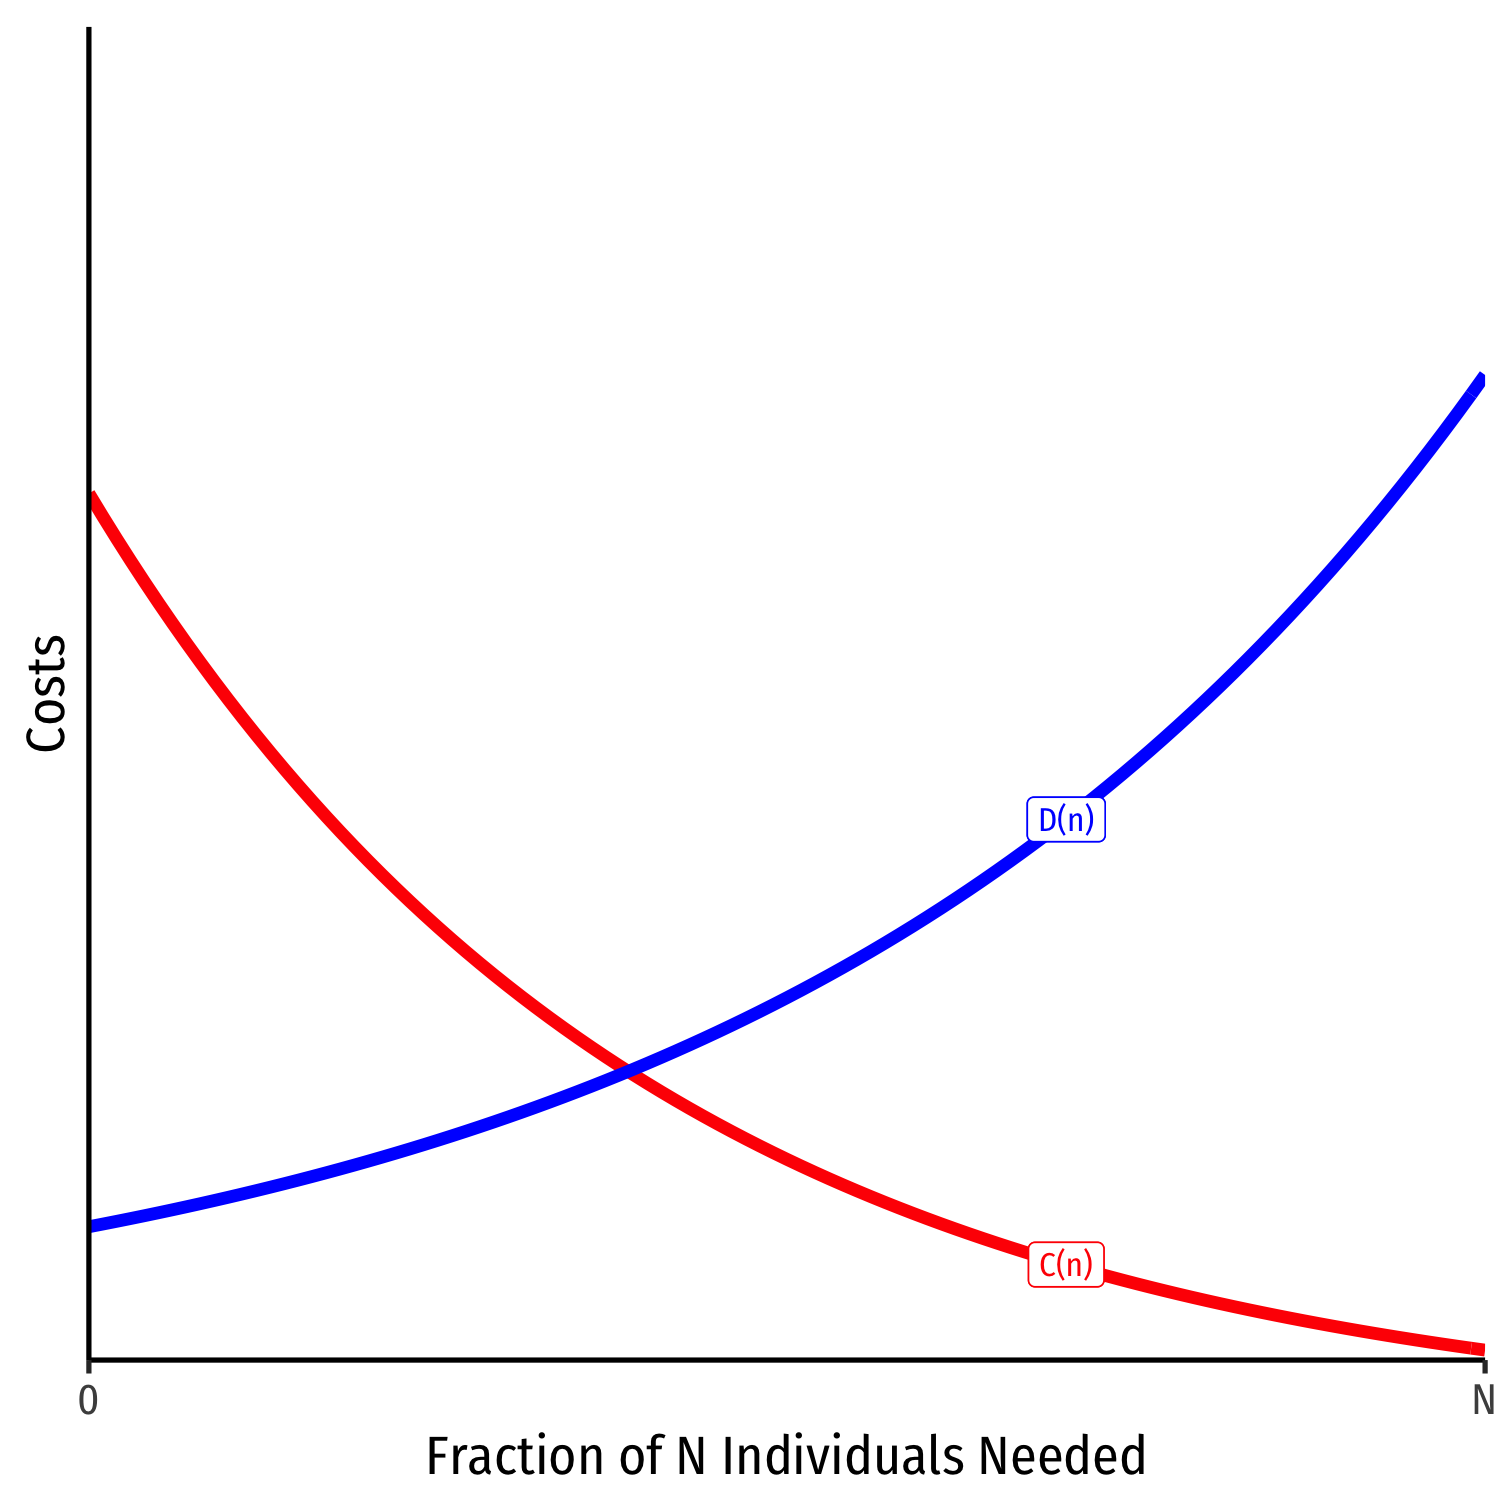 Costs
D(n)
C(n)
0
N
Fraction of N Individuals Needed